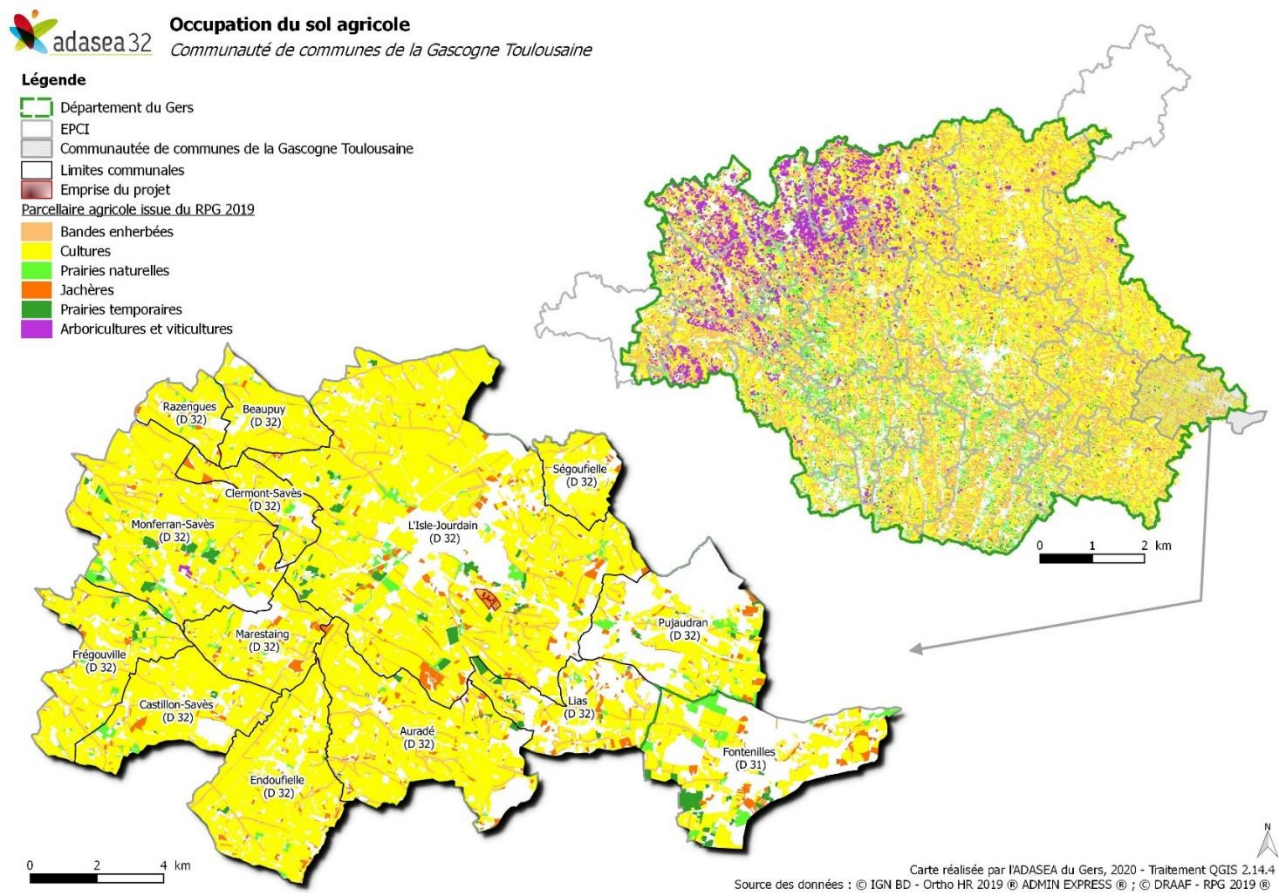 adasea32
Occupation du sol agricole
Communauté de communes de la Gascogne Toulousaine
Légende
Département du Gers
EPCI
Communautée de communes de la Gascogne Toulousaine
Limites communales
Emprise du projet
Parcellaire agricole issue du RPG 2019
Bandes enherbées
Cultures
Prairies naturelles
Jachères
Prairies temporaires
Arboricultures et viticultures
Razengues
(D 32)
Beaupuy
(D 32)
Ségoufielle
(D 32)
Clermont-Savès
(D 32)
Monferran-Savès
(D 32)
L'Isle-Jourdain
(D 32)
0 1 2 km
Pujaudran
(D 32)
Marestaing
(D 32)
Frégouville
(D 32)
Castillon-Savès
(D 32)
Lias
(D 32)
Auradé
(D 32)
Fontenilles
(D 31)
Endoufielle
(D 32)
0 2 4 km
N
Carte réalisée par l'ADASEA du Gers, 2020 - Traitement QGIS 2.14.4
Source des données : © IGN BD - Ortho HR 2019 ® ADMIN EXPRESS ® ; © DRAAF - RPG 2019 ®